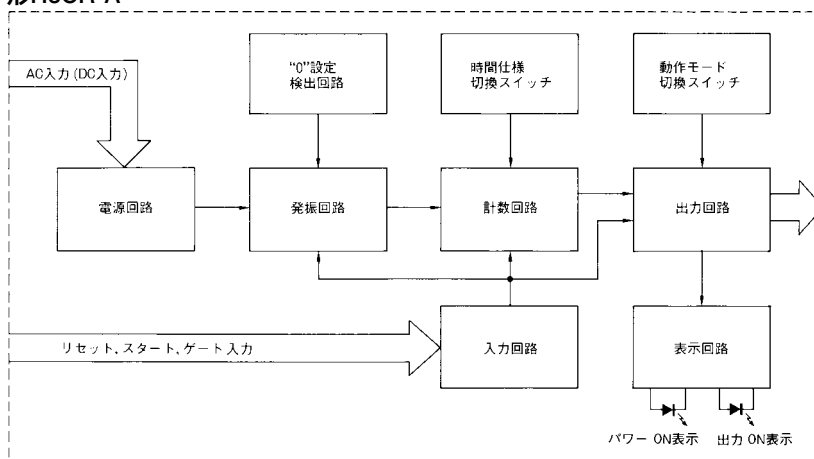 AC入力(DC入力)
“0”設定
検出回路
時間仕様
切換スイッチ
動作モード
切換スイッチ
電源回路
発振回路
計数回路
出力回路
リセット,スタート,ゲート入力
入力回路
表示回路
パワー ON表示
出力 ON表示